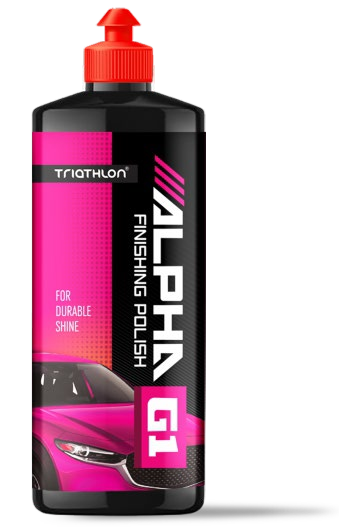 TRIATHLON®
ALPHA
FINISHING POLISH
G1
FOR
DURABLE
SHINE